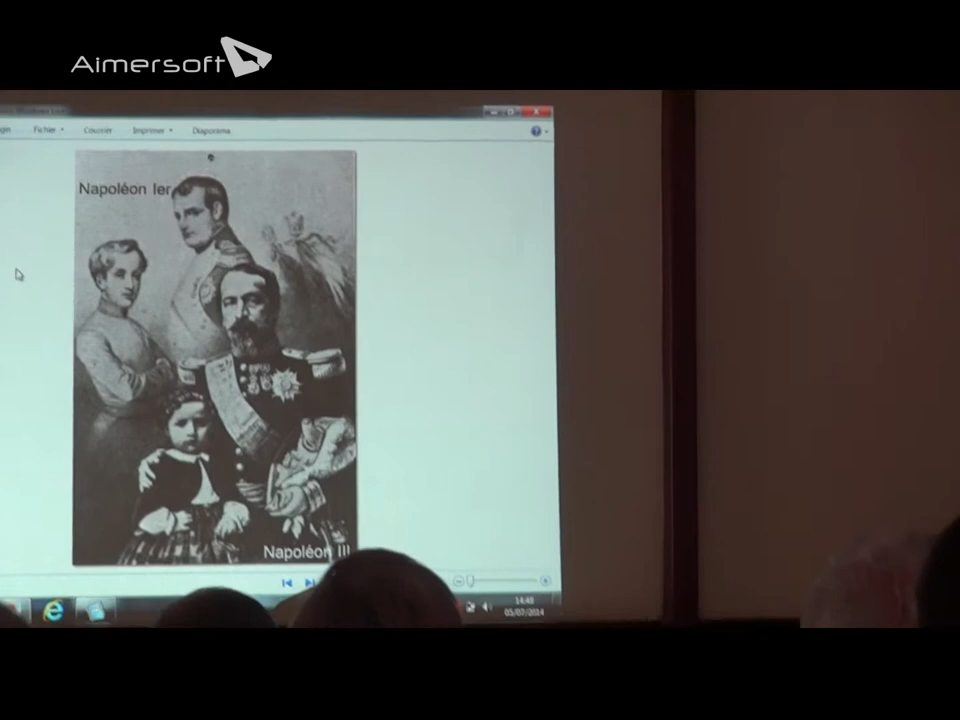 Aimersoft
Fichier Courrier Imprimer Diaporama
Napoléon Ier
Napoléon III
14:48
05/07/2014